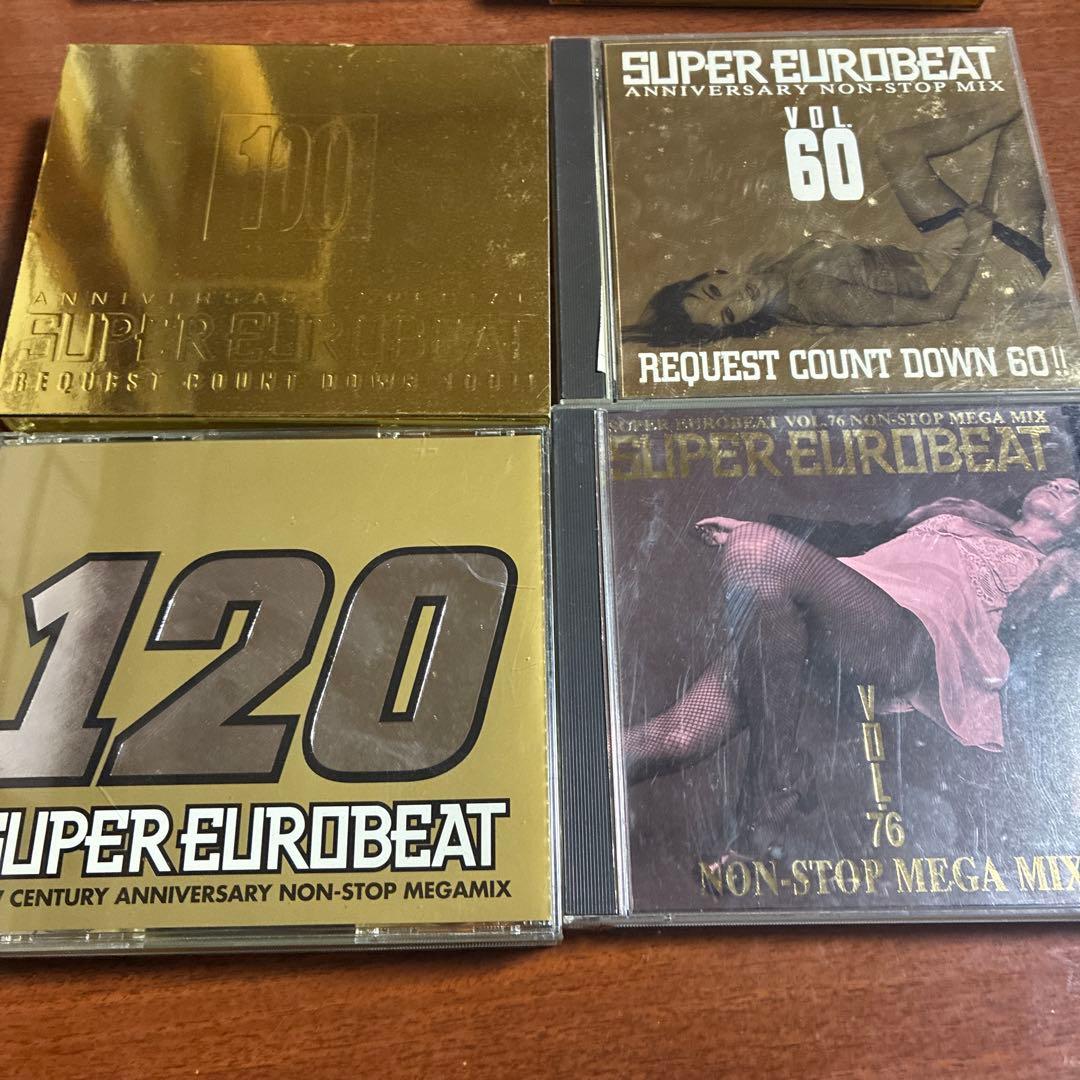 100
ANNIVERSARY SPECIAL
SUPER EUROBEAT
REQUEST COUNT DOWN 100!!
SUPER EUROBEAT
ANNIVERSARY NON-STOP MIX
VOL.
60
REQUEST COUNT DOWN 60!!
120
SUPER EUROBEAT
CENTURY ANNIVERSARY NON-STOP MEGAMIX
SUPER EUROBEAT VOL.76 NON-STOP MEGA MIX
SUPER EUROBEAT
VOL.76
NON-STOP MEGA MIX